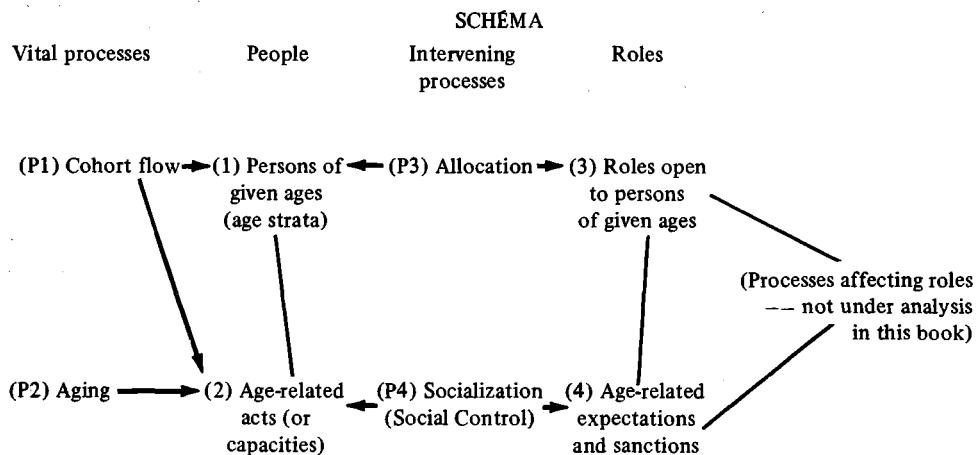 SCHÉMA
Vital processes
People
Intervening
processes
Roles
(P1) Cohort flow
(1) Persons of
given ages
(age strata)
(P3) Allocation
(3) Roles open
to persons
of given ages
(Processes affecting roles
–– not under analysis
in this book)
(P2) Aging
(2) Age-related
acts (or
capacities)
(P4) Socialization
(Social Control)
(4) Age-related
expectations
and sanctions